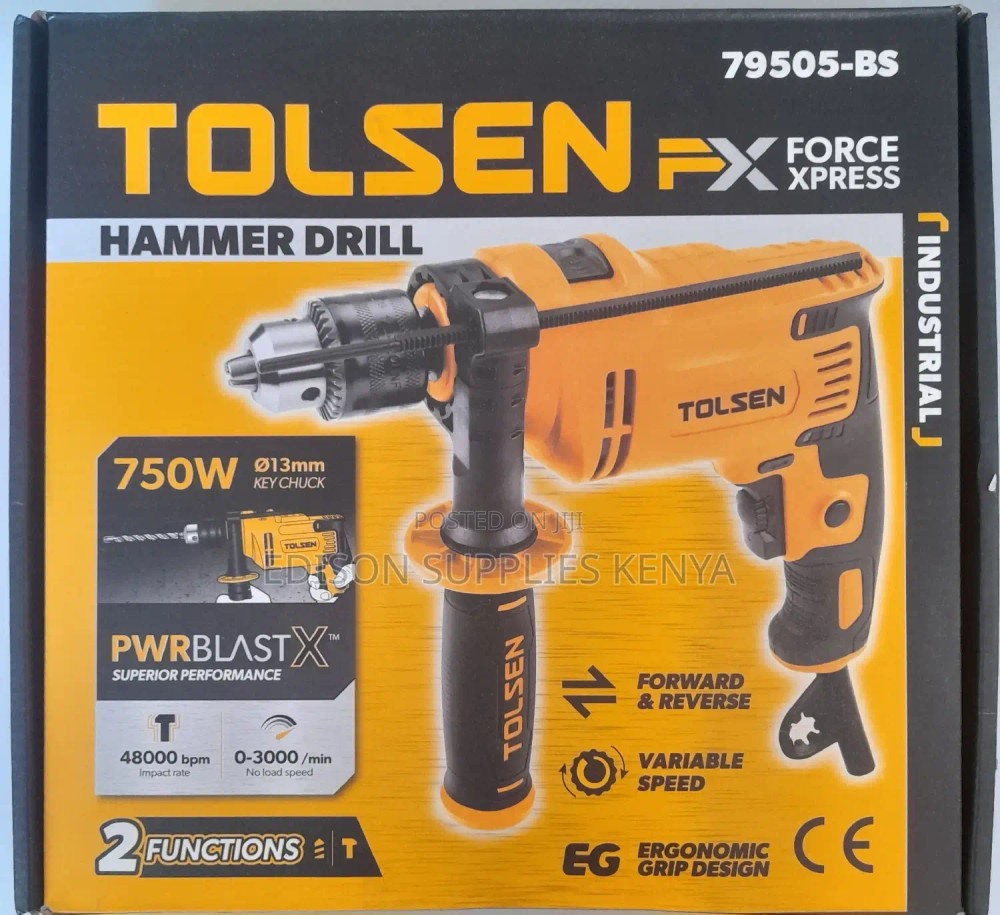 79505-BS
TOLSEN FX FORCE
XPRESS
HAMMER DRILL
INDUSTRIAL
TOLSEN
750W Ø13mm
KEY CHUCK
TOLSEN
POSTED ON JIJI
EDISON SUPPLIES KENYA
PWRBLASTX™
SUPERIOR PERFORMANCE
TOLSEN
FORWARD
& REVERSE
48000 bpm
Impact rate
0-3000 /min
No load speed
VARIABLE
SPEED
2 FUNCTIONS T
EG ERGONOMIC
GRIP DESIGN
CE